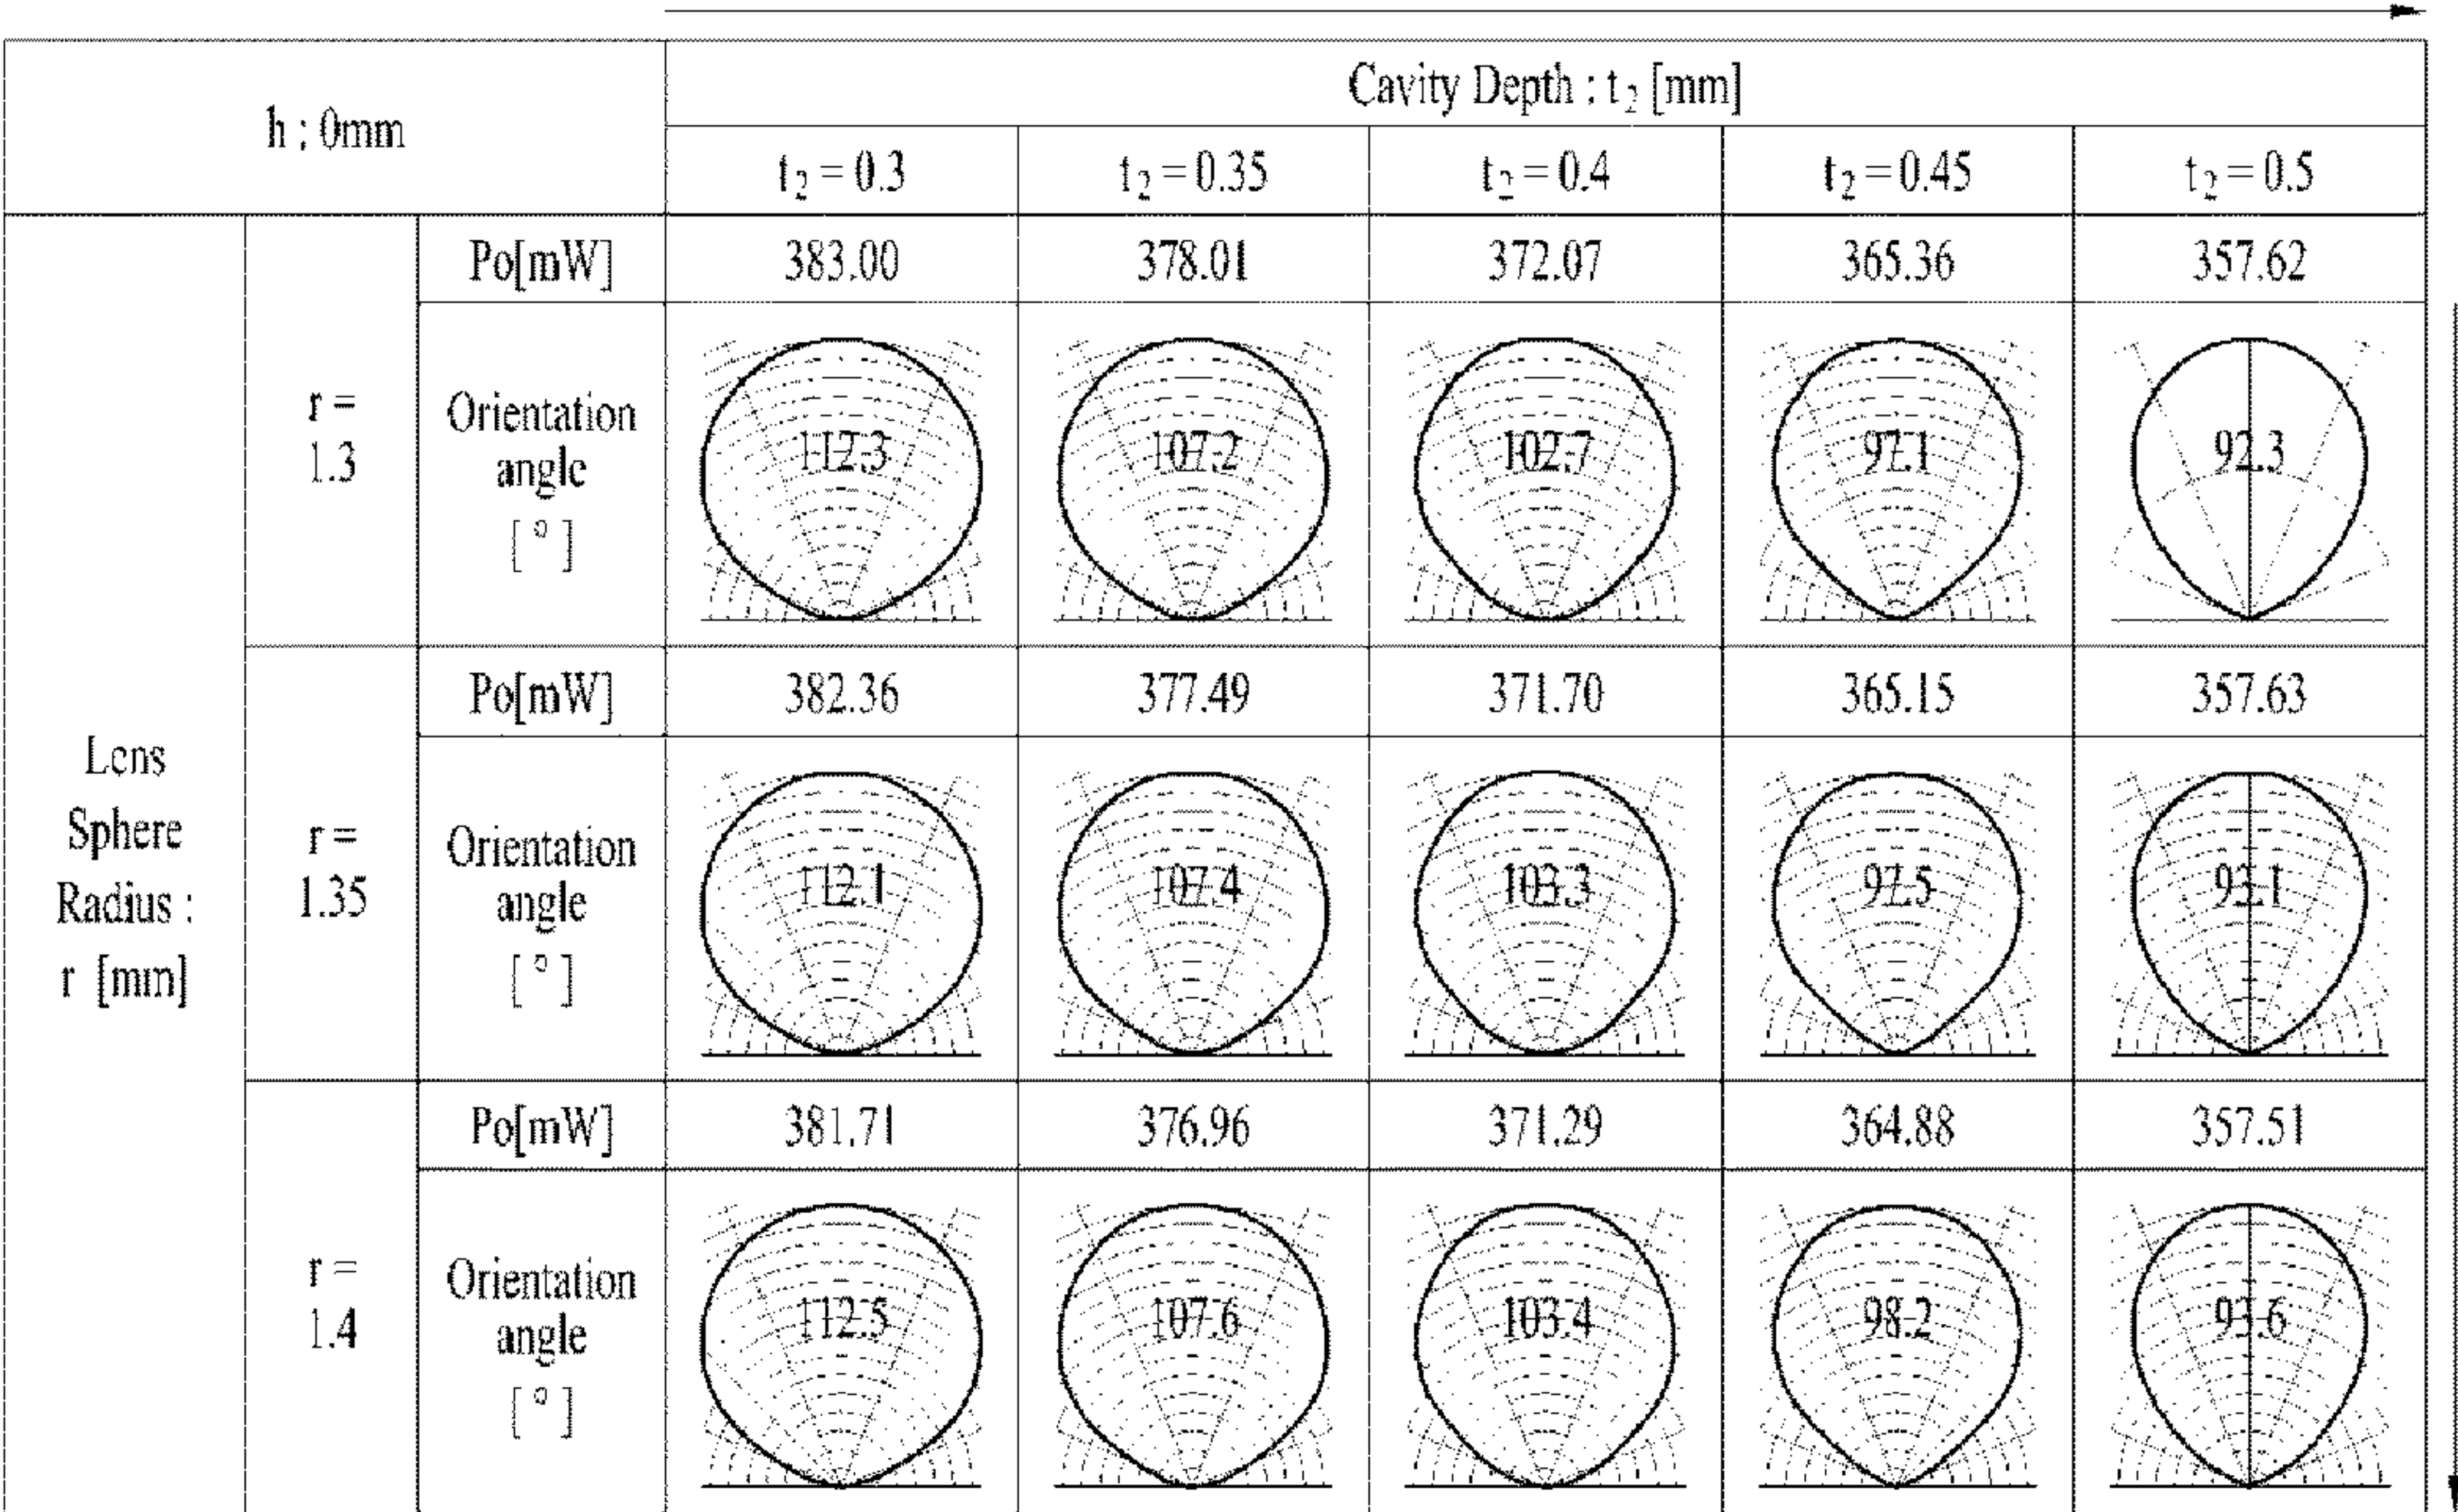 Cavity Depth : t2 [mm]
h : 0mm
t2 = 0.3 t2 = 0.35 t2 = 0.4 t2 = 0.45 t2 = 0.5
Po[mW] 383.00 378.01 372.07 365.36 357.62
r =
1.3
Orientation
angle
[ ° ]
112.3 107.2 102.7 97.1 92.3
Po[mW] 382.36 377.49 371.70 365.15 357.63
Lens
Sphere
Radius :
r [mm]
r =
1.35
Orientation
angle
[ ° ]
112.1 107.4 103.3 97.5 93.1
Po[mW] 381.71 376.96 371.29 364.88 357.51
r =
1.4
Orientation
angle
[ ° ]
112.5 107.6 103.4 98.2 93.6